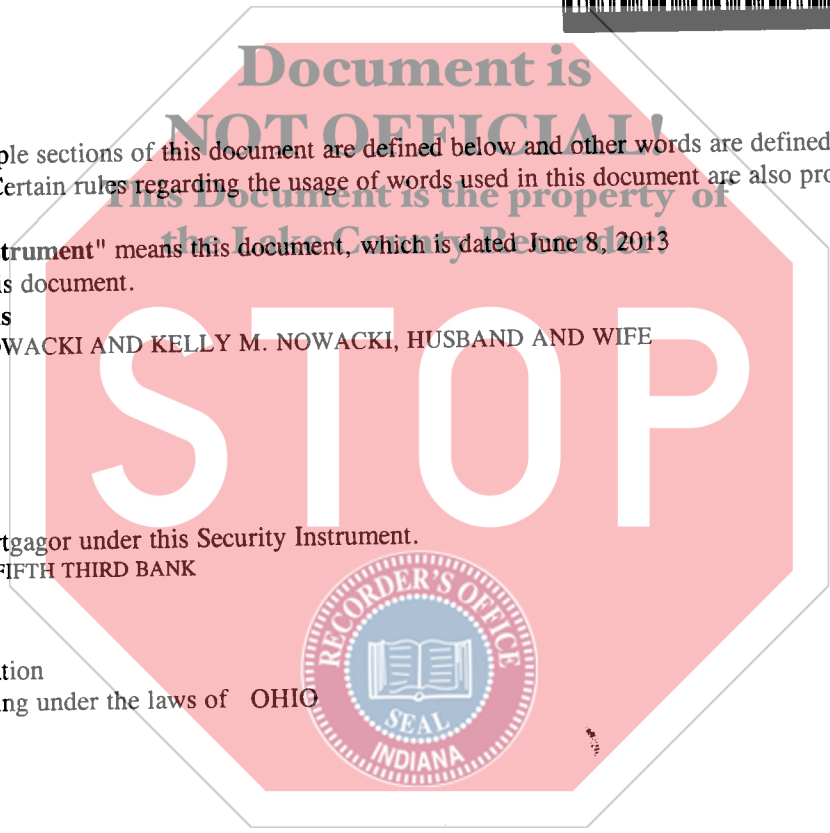 Document is
NOT OFFICIAL!
ple sections of this document are defined below and other words are defined
Certain rules regarding the usage of words used in this document are also pro
This Document is the property of
the Lake County Recorder!
trument" means this document, which is dated June 8, 2013
is document.
s
OWACKI AND KELLY M. NOWACKI, HUSBAND AND WIFE
STOP
rtgagor under this Security Instrument.
FIFTH THIRD BANK
RECORDER'S OFFICE
tion
ng under the laws of OHIO
SEAL
INDIANA